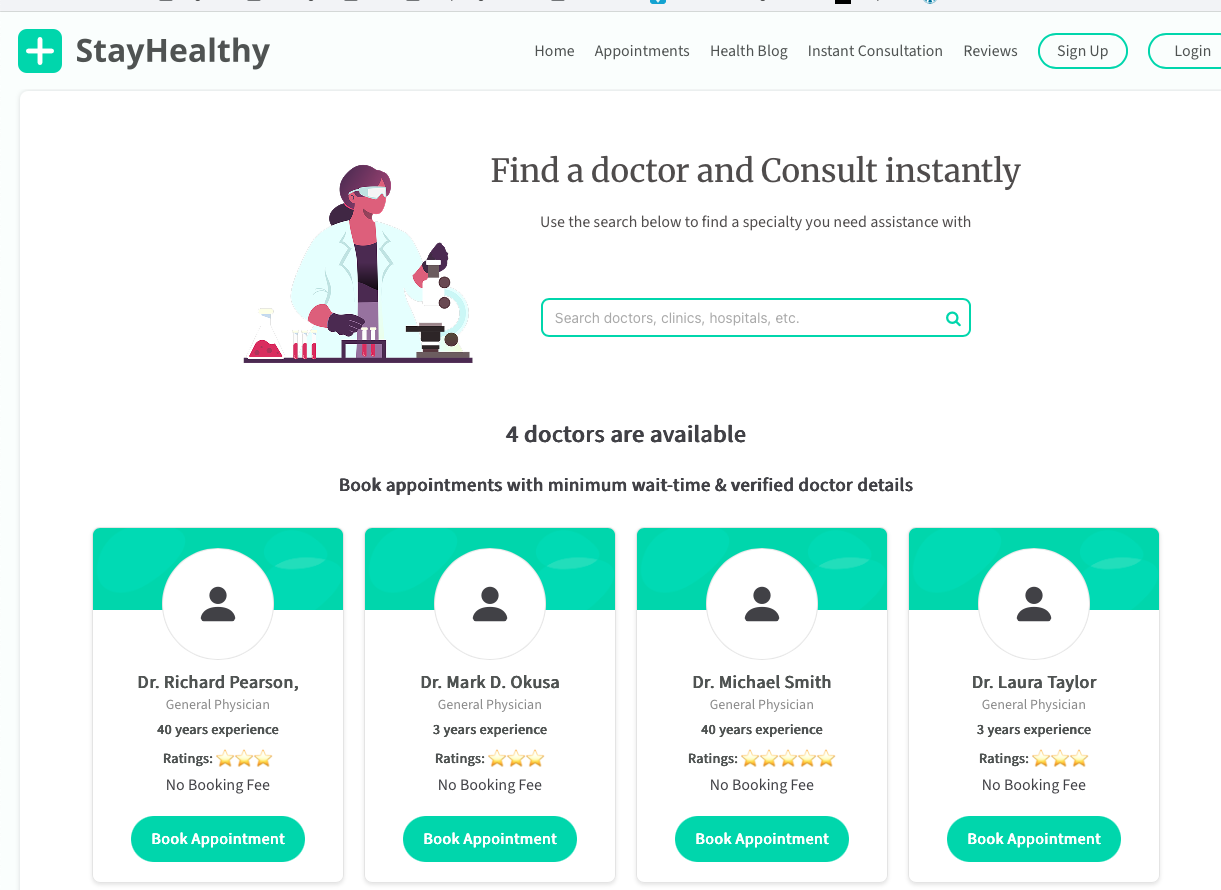 StayHealthy
Home Appointments Health Blog Instant Consultation Reviews Sign Up Login
Find a doctor and Consult instantly
Use the search below to find a specialty you need assistance with
Search doctors, clinics, hospitals, etc.
4 doctors are available
Book appointments with minimum wait-time & verified doctor details
Dr. Richard Pearson,
General Physician
40 years experience
Ratings: ⭐⭐⭐
No Booking Fee
Book Appointment
Dr. Mark D. Okusa
General Physician
3 years experience
Ratings: ⭐⭐⭐
No Booking Fee
Book Appointment
Dr. Michael Smith
General Physician
40 years experience
Ratings: ⭐⭐⭐⭐⭐
No Booking Fee
Book Appointment
Dr. Laura Taylor
General Physician
3 years experience
Ratings: ⭐⭐⭐
No Booking Fee
Book Appointment